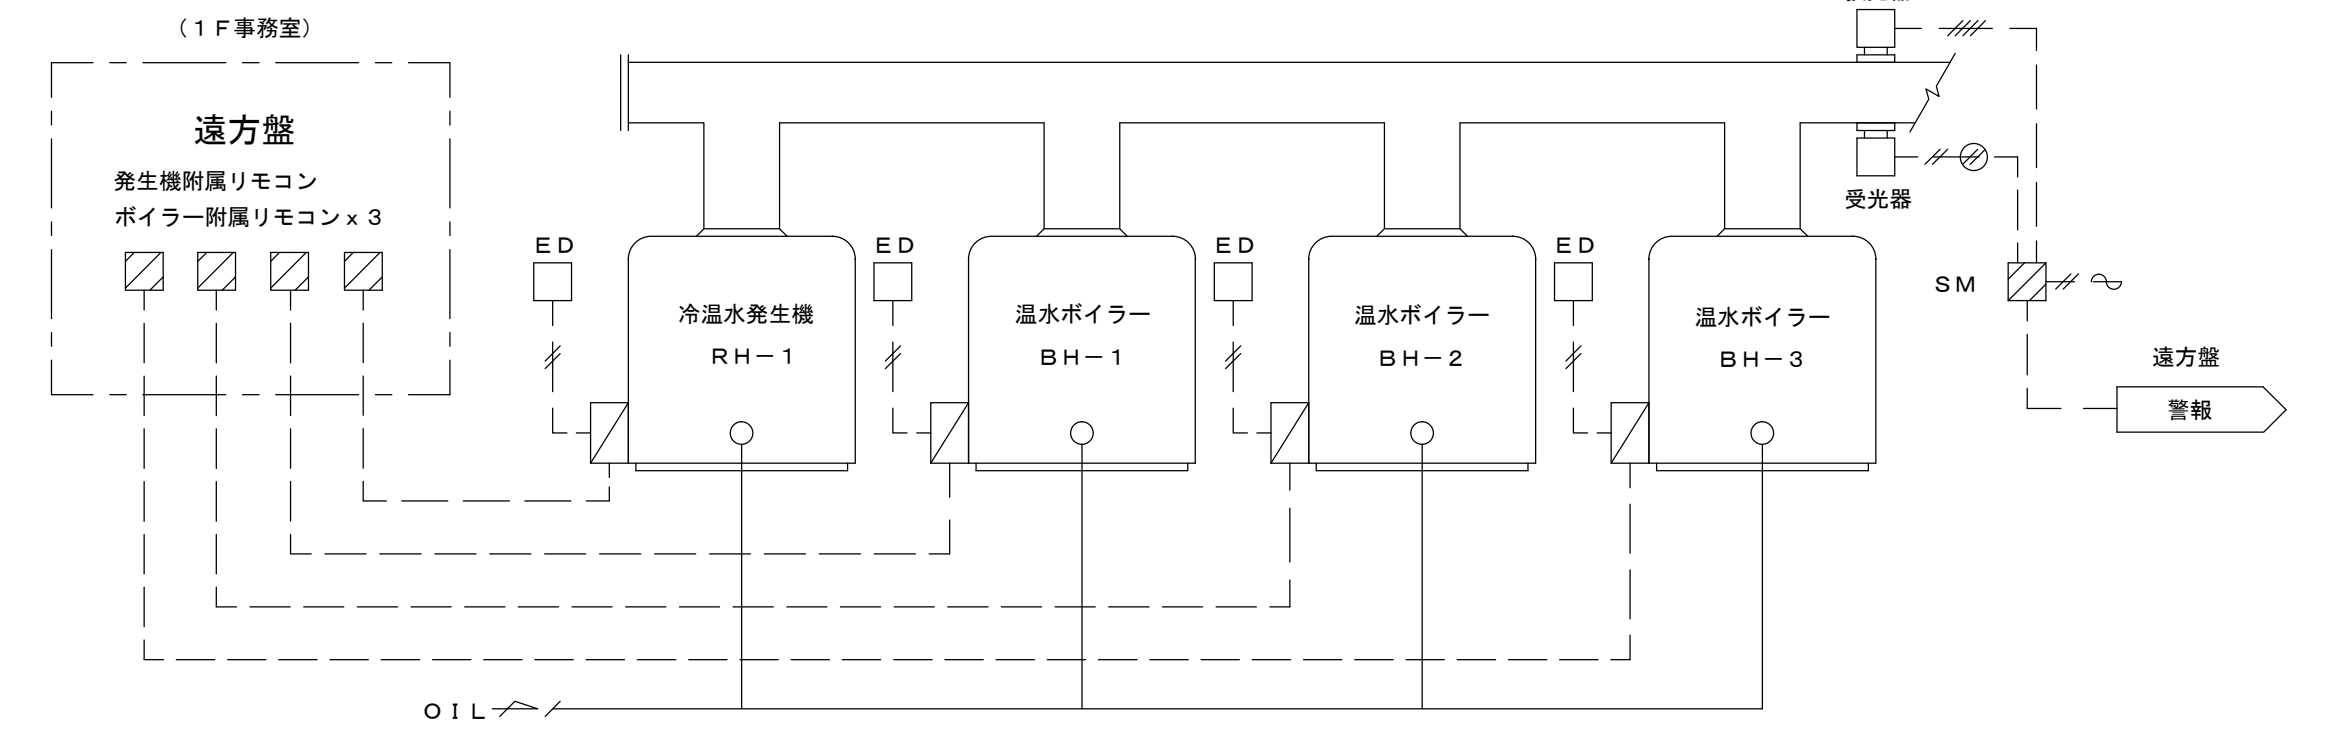 （１Ｆ事務室）
遠方盤
発生機附属リモコン
ボイラー附属リモコンｘ３
ＥＤ
ＥＤ
ＥＤ
ＥＤ
冷温水発生機
ＲＨ－１
温水ボイラー
ＢＨ－１
温水ボイラー
ＢＨ－２
温水ボイラー
ＢＨ－３
受光器
ＳＭ
遠方盤
警報
ＯＩＬ